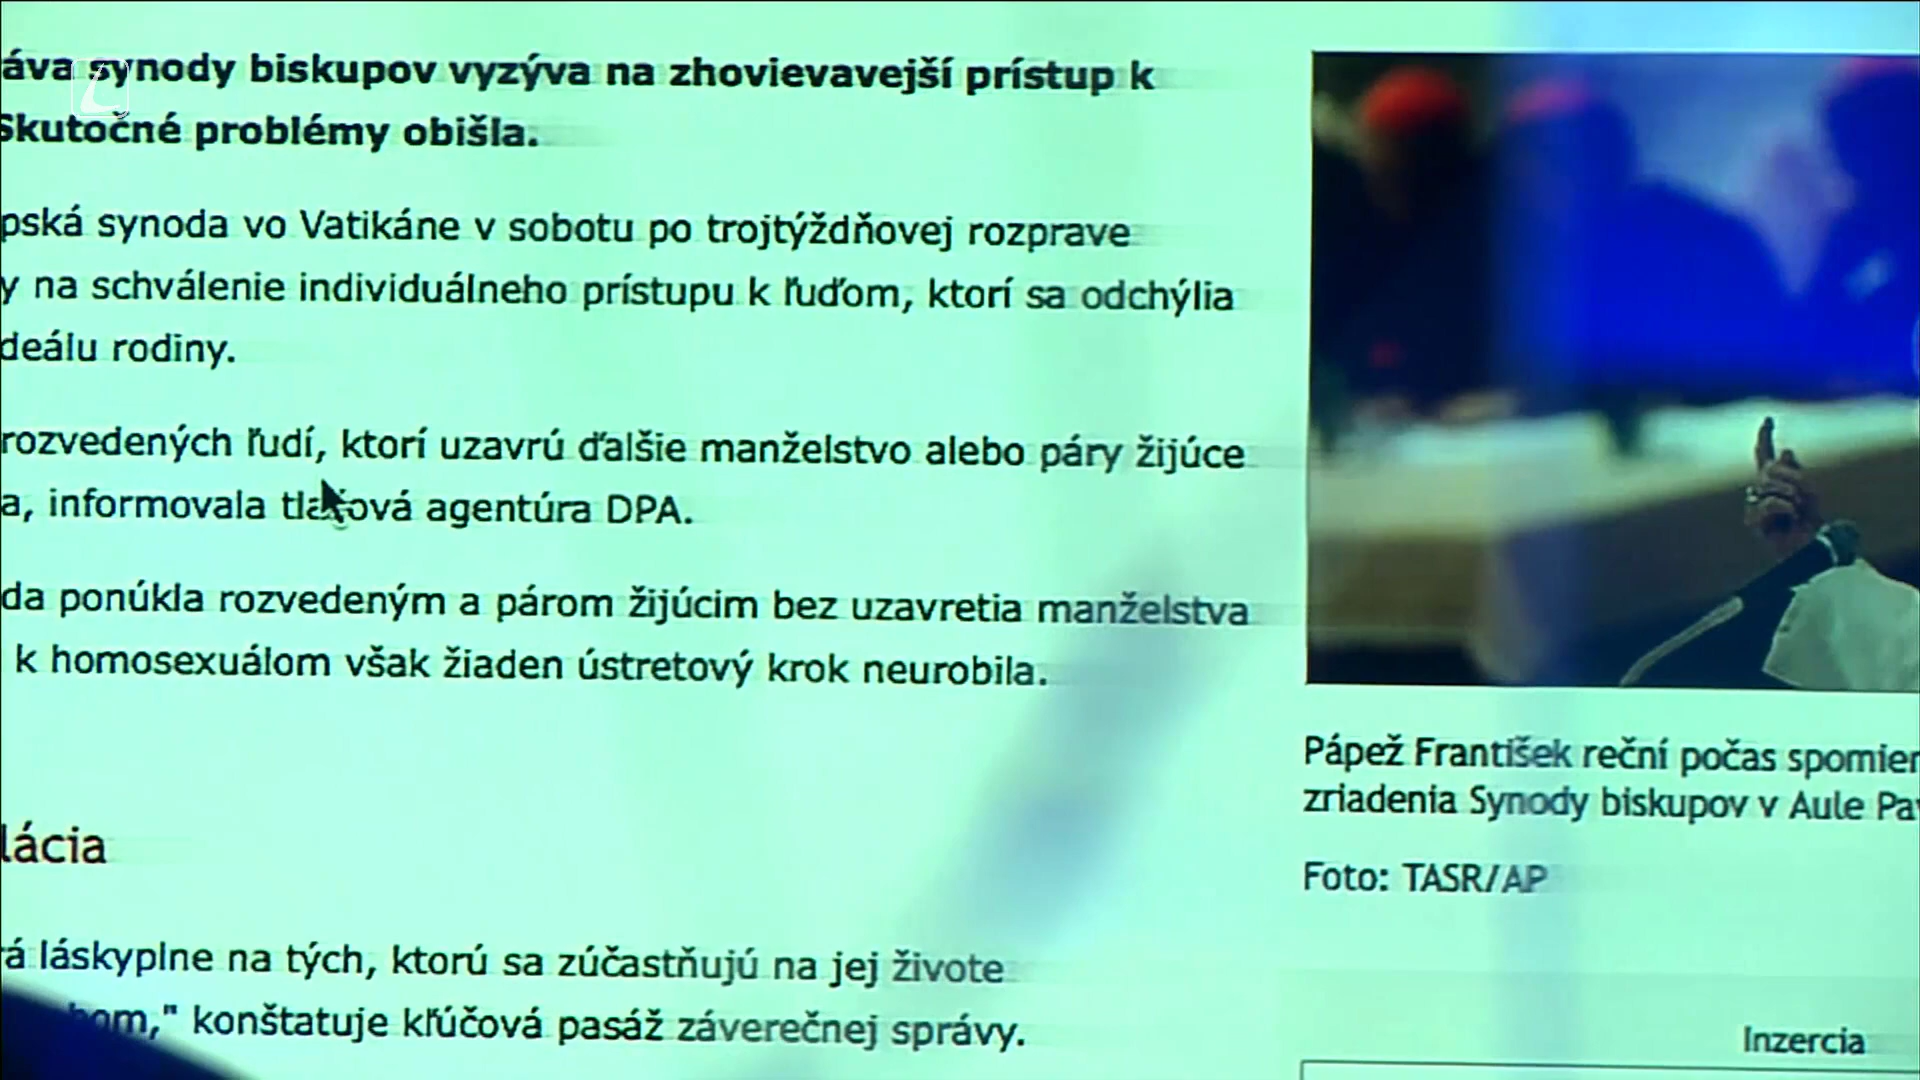 áva synody biskupov vyzýva na zhovievavejší prístup k
Skutočné problémy obišla.
pská synoda vo Vatikáne v sobotu po trojtýždňovej rozprave
y na schválenie individuálneho prístupu k ľuďom, ktorí sa odchýlia
deálu rodiny.
rozvedených ľudí, ktorí uzavrú ďalšie manželstvo alebo páry žijúce
a, informovala tlačová agentúra DPA.
da ponúkla rozvedeným a párom žijúcim bez uzavretia manželstva
k homosexuálom však žiaden ústretový krok neurobila.
lácia
rá láskyplne na tých, ktorú sa zúčastňujú na jej živote
hom," konštatuje kľúčová pasáž záverečnej správy.
Pápež František reční počas spomien
zriadenia Synody biskupov v Aule Pav
Foto: TASR/AP
Inzercia